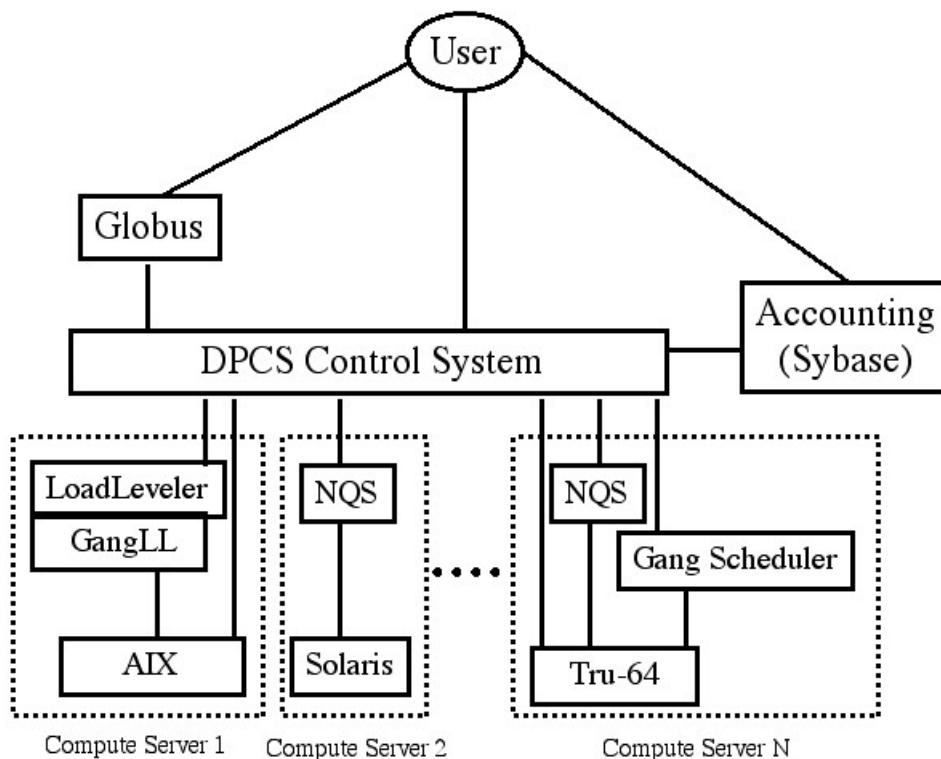 User
Globus
Accounting
(Sybase)
DPCS Control System
LoadLeveler
GangLL
AIX
NQS
Solaris
NQS
Gang Scheduler
Tru-64
Compute Server 1
Compute Server 2
Compute Server N